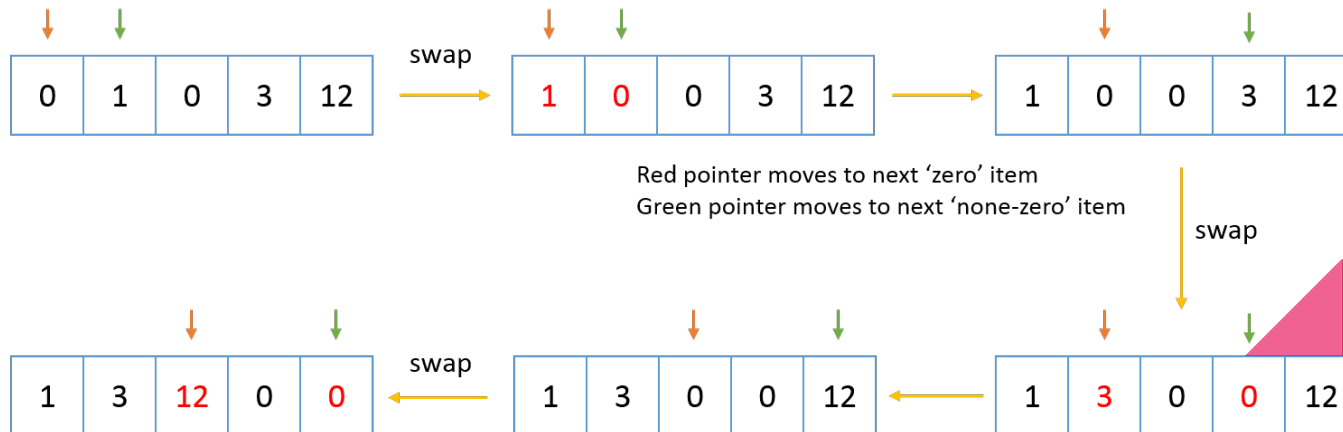 0 1 0 3 12
swap
1 0 0 3 12
1 0 0 3 12
Red pointer moves to next ‘zero’ item
Green pointer moves to next ‘none-zero’ item
swap
1 3 0 0 12
1 3 0 0 12
swap
1 3 12 0 0